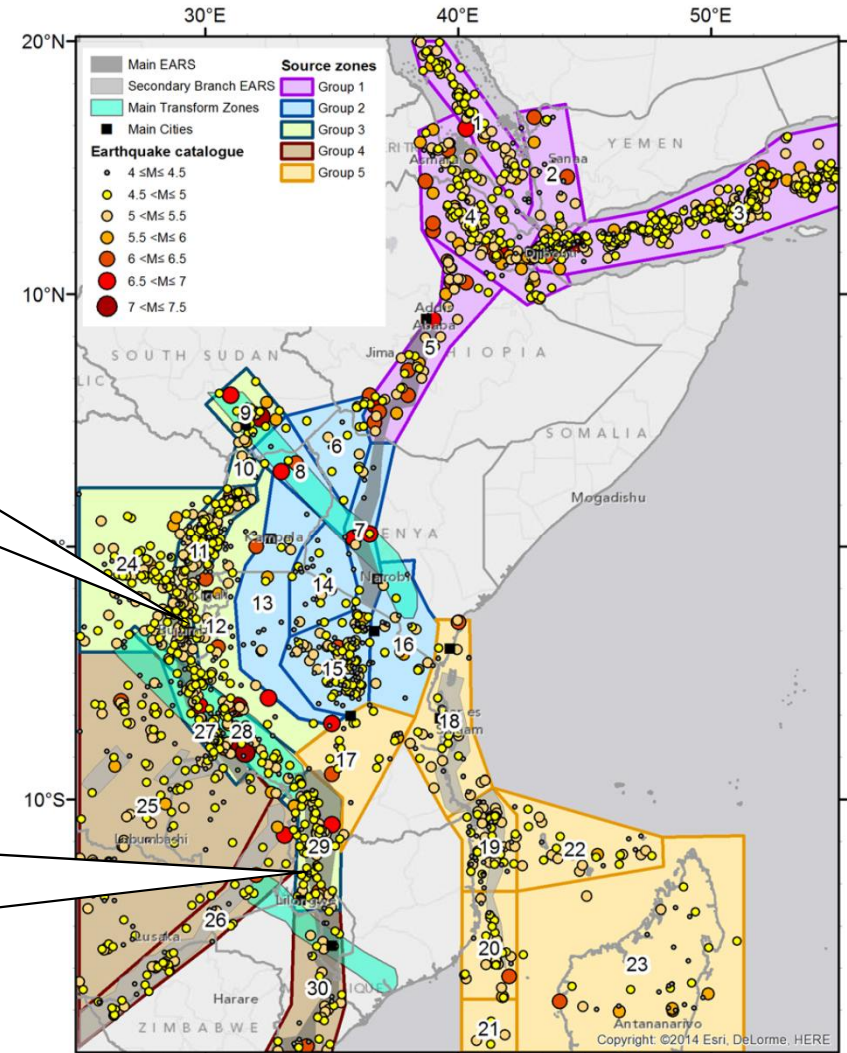 30°E 40°E 50°E
20°N
10°N
10°S
Main EARS
Secondary Branch EARS
Main Transform Zones
Main Cities
Earthquake catalogue
4 ≤M≤ 4.5
4.5 <M≤ 5
5 <M≤ 5.5
5.5 <M≤ 6
6 <M≤ 6.5
6.5 <M≤ 7
7 <M≤ 7.5
Source zones
Group 1
Group 2
Group 3
Group 4
Group 5
1
YEMEN
Asmara
Sanaa
2
3
4
Djibouti
Addis
Ababa
5
Jima
SOUTH SUDAN
SOMALIA
9
6
10
8
Mogadishu
7
Kampala
11
24
Nairobi
14
13
Kigali
12
16
15
18
27
28
17
25
Lubumbashi
29
19
22
Lilongwe
26
Lusaka
20
23
30
Harare
21
ZIMBABWE
Antananarivo
Copyright: ©2014 Esri, DeLorme, HERE